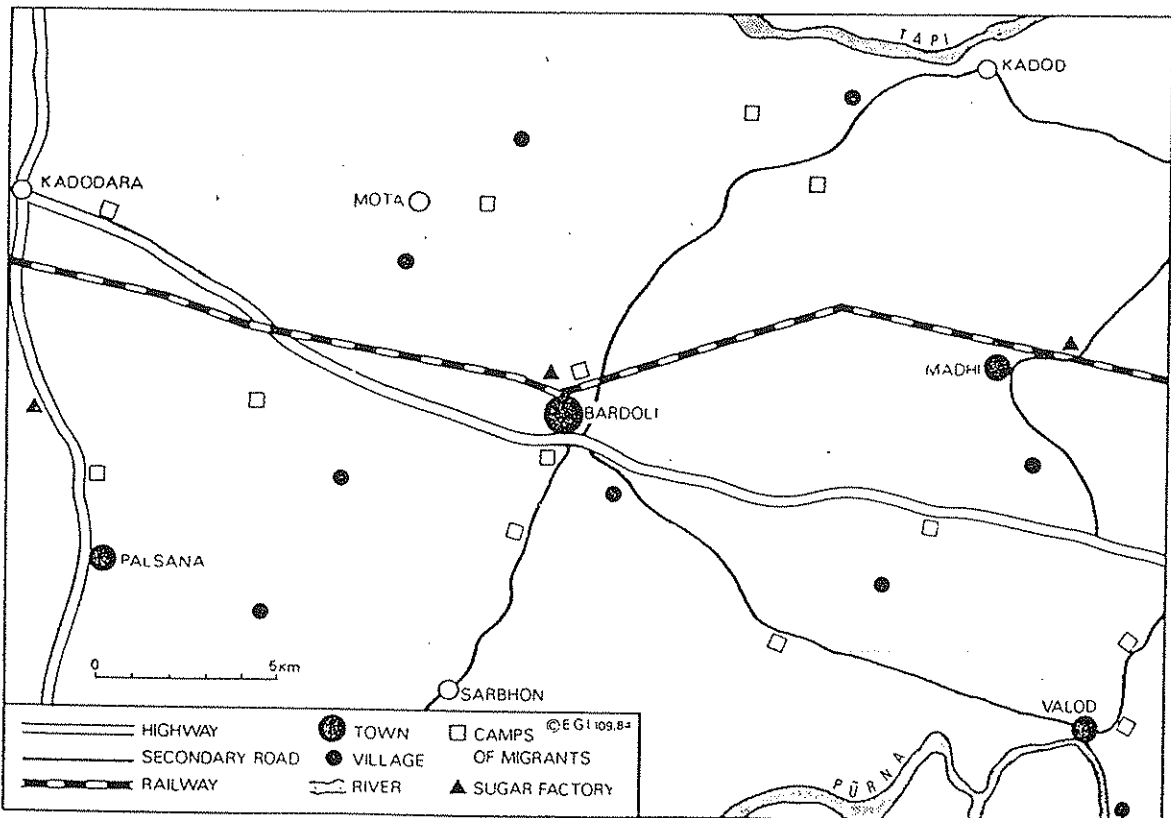 TAPI
KADOD
KADODARA
MOTA
MADHI
BARDOLI
PALSANA
0 5km
SARBHON
VALOD
PŪRNA
HIGHWAY
SECONDARY ROAD
RAILWAY
TOWN
VILLAGE
RIVER
©EGI 109.84
CAMPS
OF MIGRANTS
SUGAR FACTORY